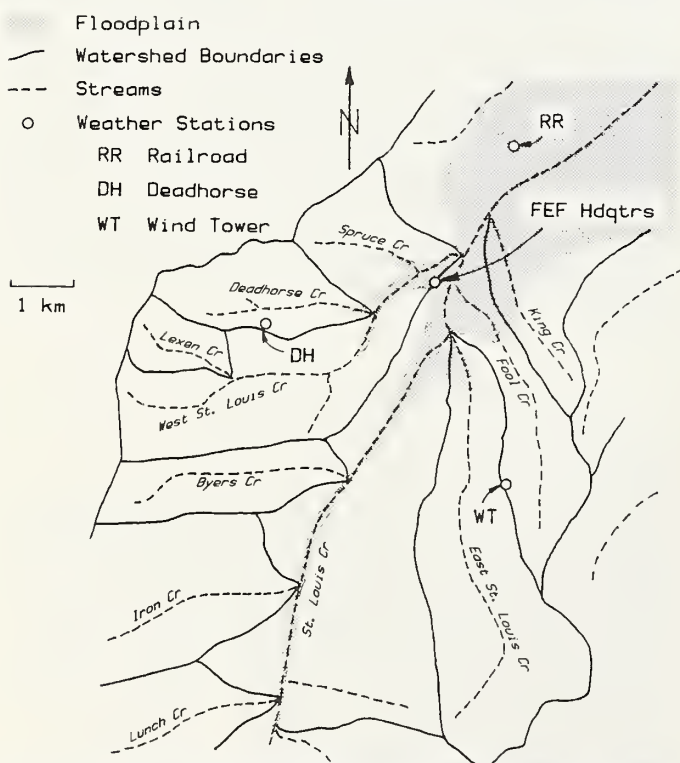 Floodplain
Watershed Boundaries
Streams
Weather Stations
RR Railroad
DH Deadhorse
WT Wind Tower
N
1 km
RR
FEF Hdqtrs
Spruce Cr
Deadhorse Cr
DH
Lexen Cr
West St. Louis Cr
King Cr
Fool Cr
Byers Cr
WT
Iron Cr
St. Louis Cr
East St. Louis Cr
Lunch Cr